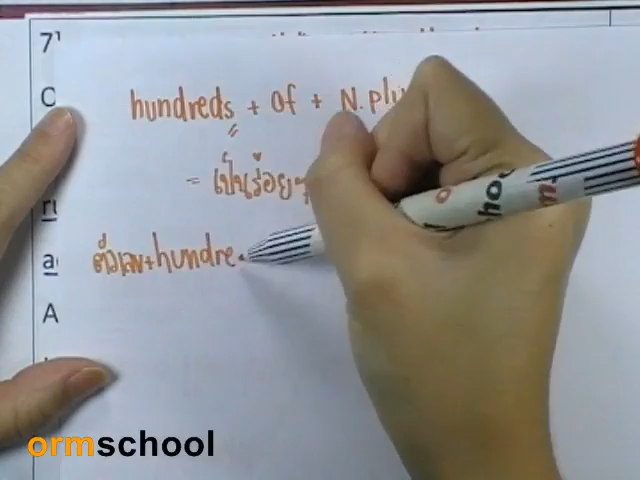 hundreds + of + N.plu
= เป็นร้อยๆ
ตัวเลข+hundre
ormschool